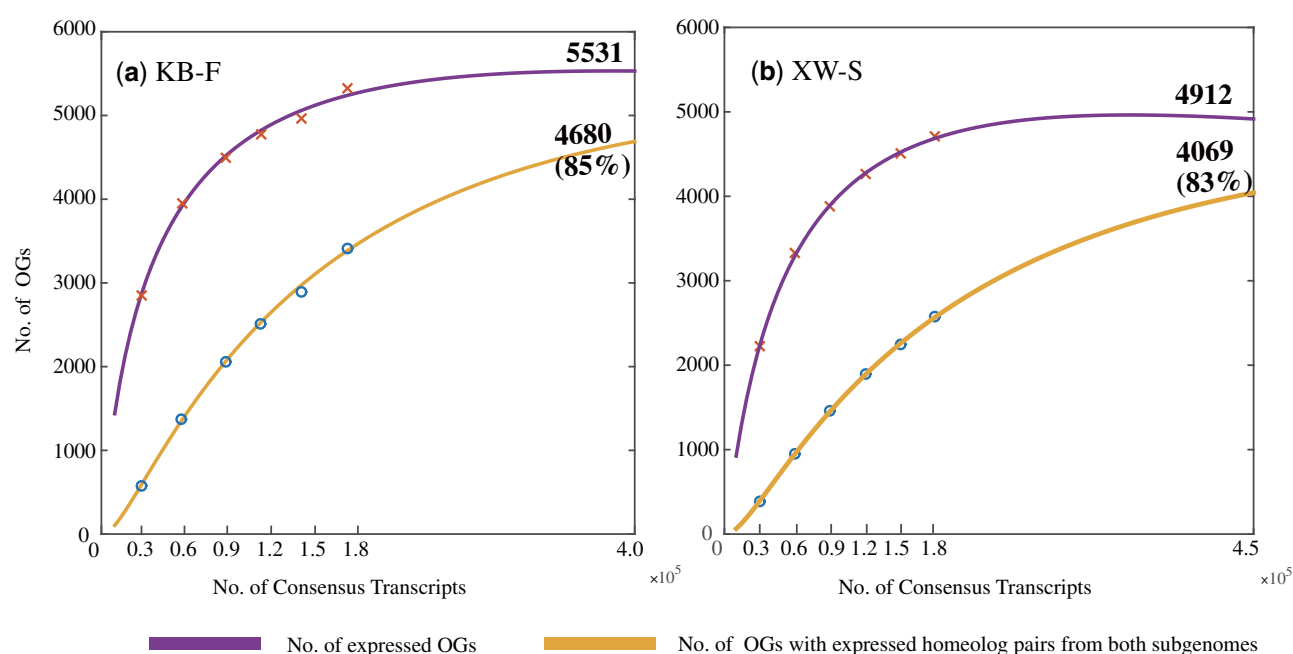 (a) KB-F
5531
4680
(85%)
6000
5000
4000
3000
2000
1000
0
No. of OGs
0 0.3 0.6 0.9 1.2 1.5 1.8 4.0
×10⁵
No. of Consensus Transcripts
(b) XW-S
4912
4069
(83%)
6000
5000
4000
3000
2000
1000
0
0 0.3 0.6 0.9 1.2 1.5 1.8 4.5
×10⁵
No. of Consensus Transcripts
No. of expressed OGs
No. of OGs with expressed homeolog pairs from both subgenomes